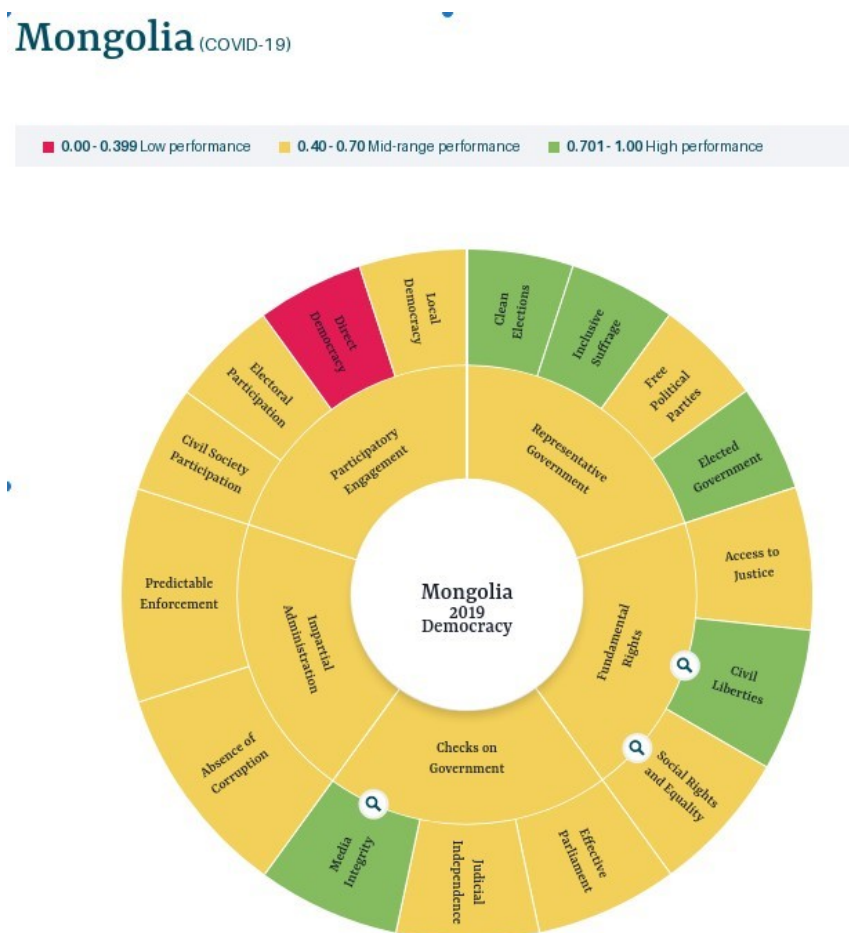 Mongolia (COVID-19)
0.00 - 0.399 Low performance 0.40 - 0.70 Mid-range performance 0.701 - 1.00 High performance
Local
Democracy
Clean
Elections
Inclusive
Suffrage
Free
Political
Parties
Elected
Government
Access to
Justice
Civil
Liberties
Social Rights
and Equality
Effective
Parliament
Judicial
Independence
Media
Integrity
Absence of
Corruption
Predictable
Enforcement
Civil Society
Participation
Electoral
Participation
Direct
Democracy
Participatory
Engagement
Representative
Government
Fundamental
Rights
Checks on
Government
Impartial
Administration
Mongolia
2019
Democracy